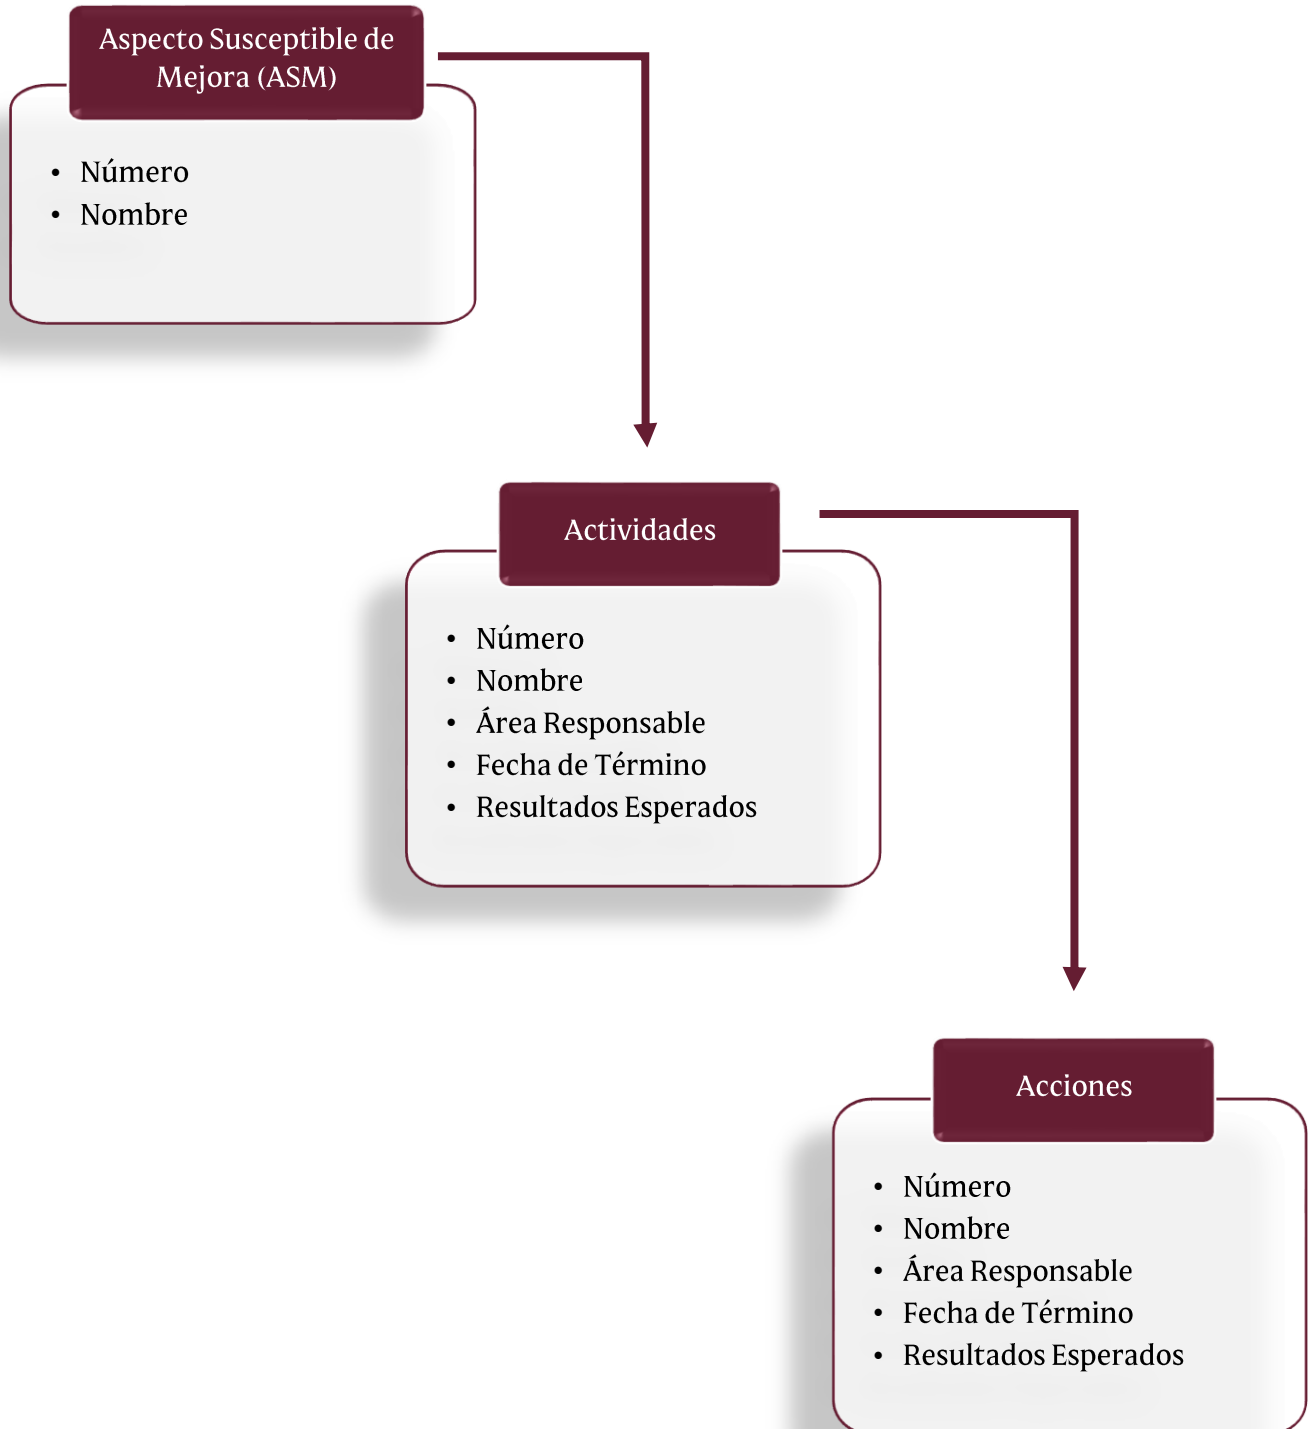 Aspecto Susceptible de
Mejora (ASM)
• Número
• Nombre
Actividades
• Número
• Nombre
• Área Responsable
• Fecha de Término
• Resultados Esperados
Acciones
• Número
• Nombre
• Área Responsable
• Fecha de Término
• Resultados Esperados